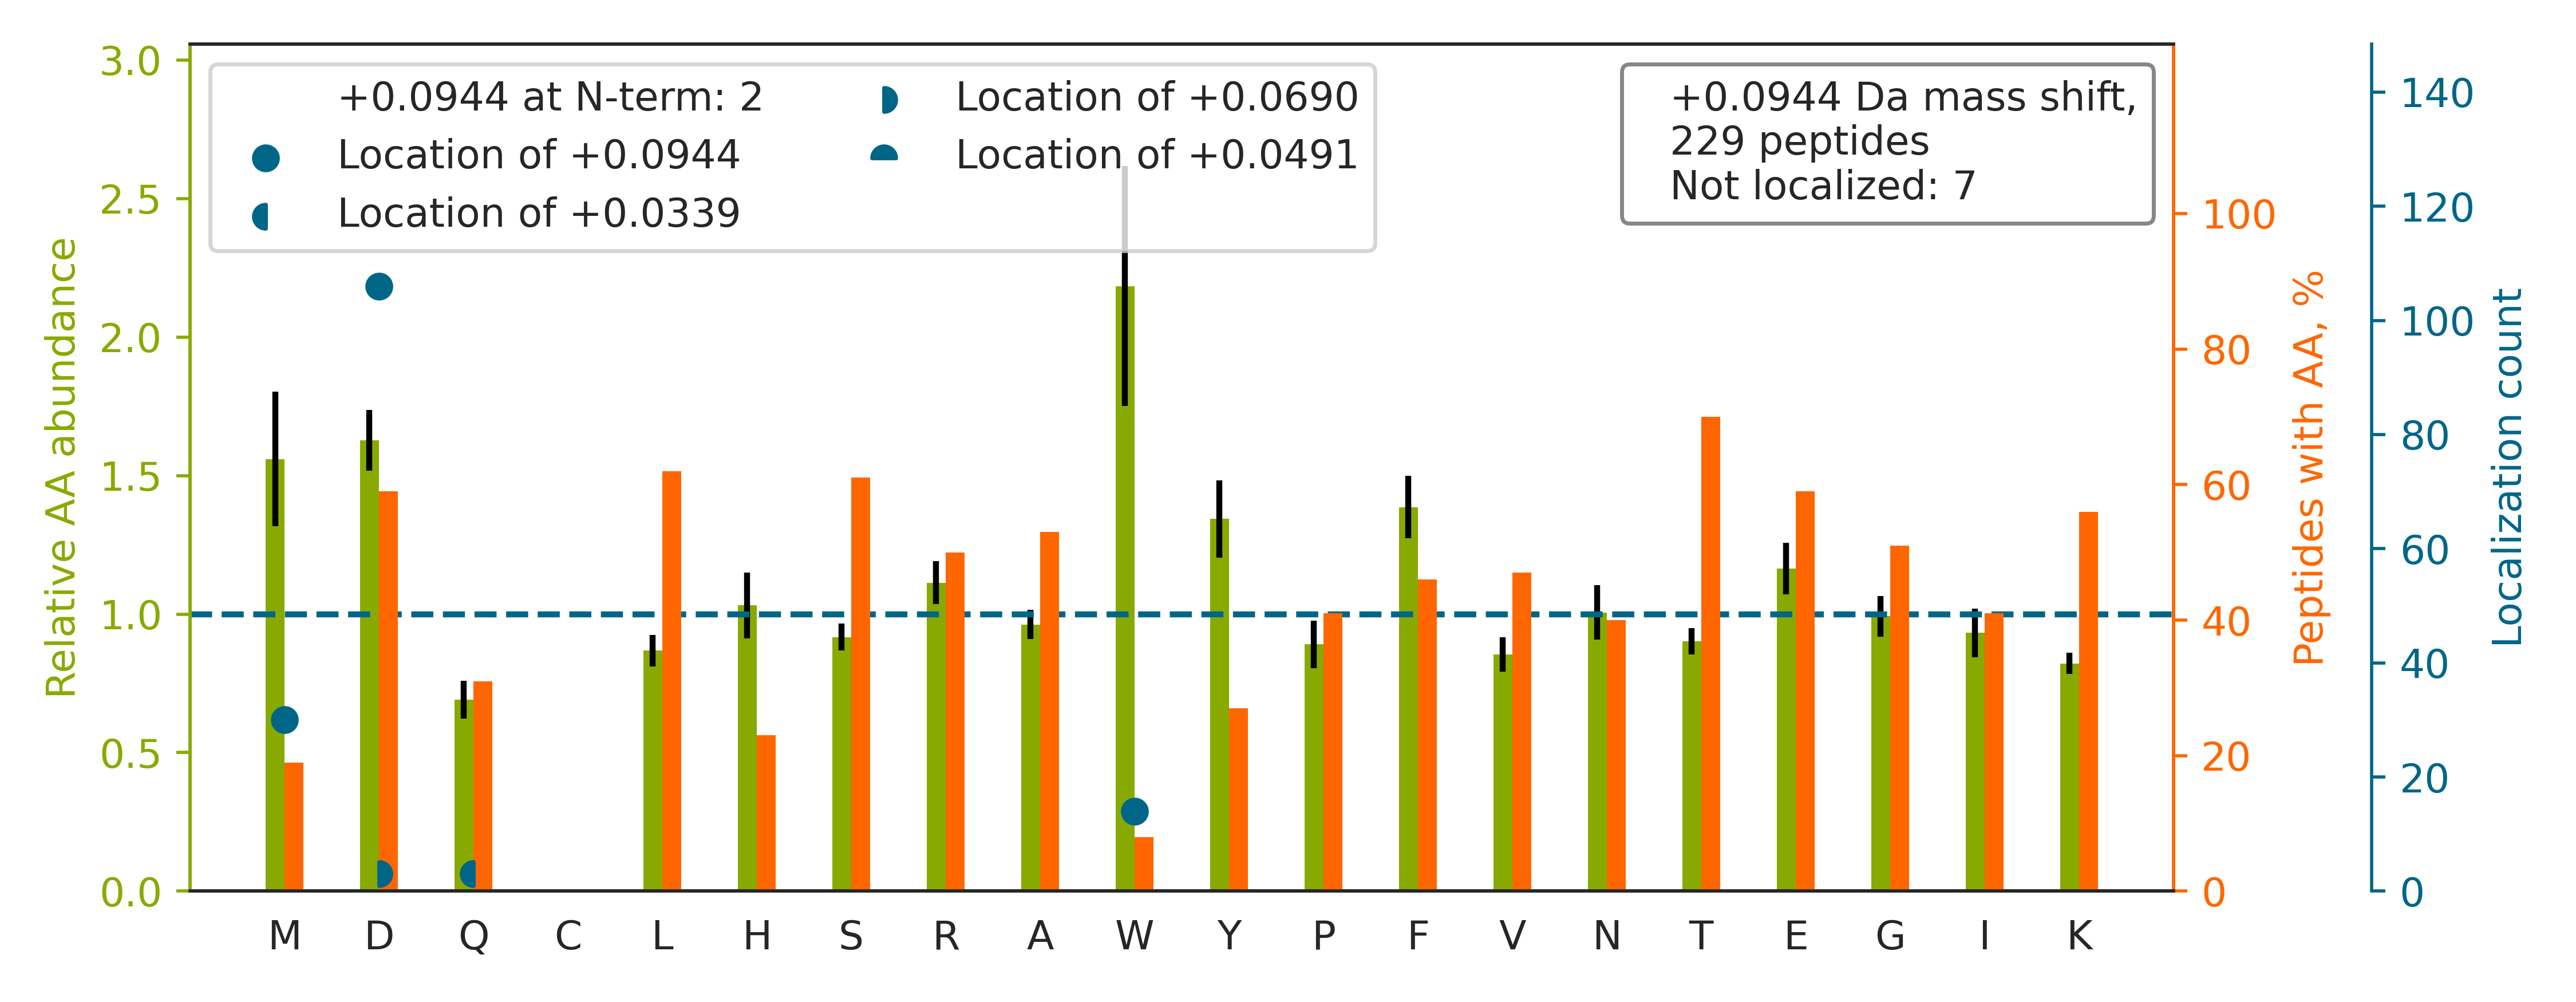 +0.0944 at N-term: 2
Location of +0.0944
Location of +0.0339
Location of +0.0690
Location of +0.0491
+0.0944 Da mass shift,
229 peptides
Not localized: 7
Relative AA abundance
3.0
2.5
2.0
1.5
1.0
0.5
0.0
Peptides with AA, %
100
80
60
40
20
0
Localization count
140
120
100
80
60
40
20
0
M D Q C L H S R A W Y P F V N T E G I K